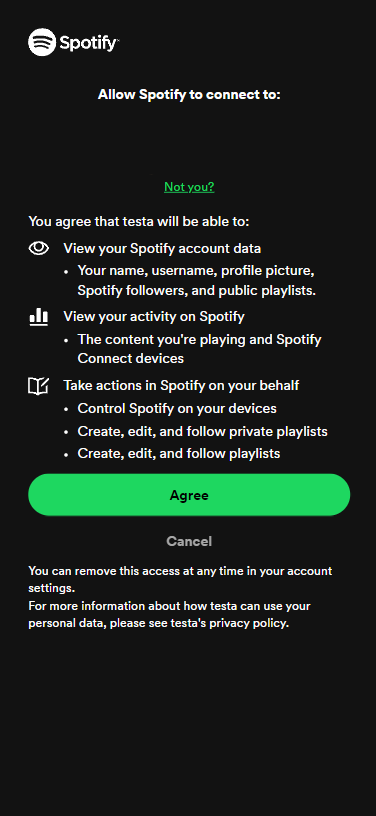 Spotify
Allow Spotify to connect to:
Not you?
You agree that testa will be able to:
View your Spotify account data
• Your name, username, profile picture,
Spotify followers, and public playlists.
View your activity on Spotify
• The content you're playing and Spotify
Connect devices
Take actions in Spotify on your behalf
• Control Spotify on your devices
• Create, edit, and follow private playlists
• Create, edit, and follow playlists
Agree
Cancel
You can remove this access at any time in your account
settings.
For more information about how testa can use your
personal data, please see testa's privacy policy.